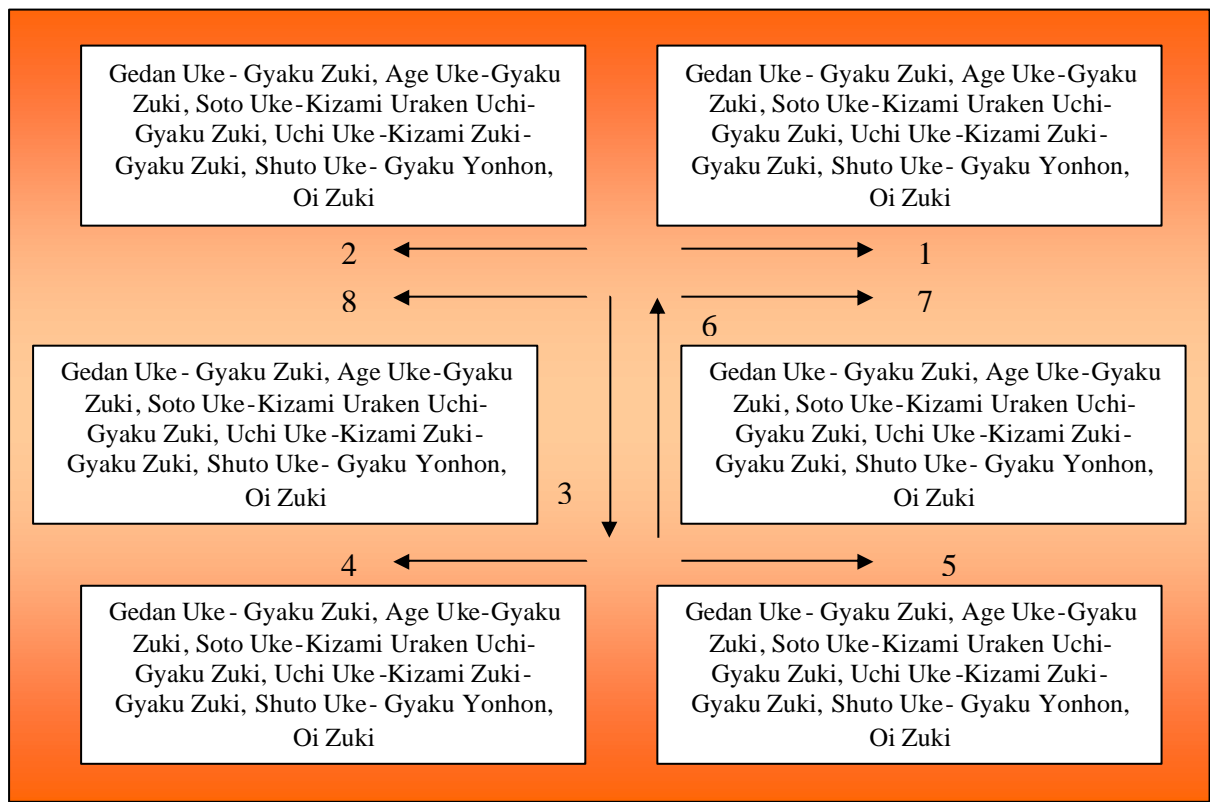 Gedan Uke - Gyaku Zuki, Age Uke-Gyaku
Zuki, Soto Uke-Kizami Uraken Uchi-
Gyaku Zuki, Uchi Uke-Kizami Zuki-
Gyaku Zuki, Shuto Uke- Gyaku Yonhon,
Oi Zuki
Gedan Uke - Gyaku Zuki, Age Uke-Gyaku
Zuki, Soto Uke-Kizami Uraken Uchi-
Gyaku Zuki, Uchi Uke-Kizami Zuki-
Gyaku Zuki, Shuto Uke- Gyaku Yonhon,
Oi Zuki
2
1
8
7
6
Gedan Uke - Gyaku Zuki, Age Uke-Gyaku
Zuki, Soto Uke-Kizami Uraken Uchi-
Gyaku Zuki, Uchi Uke-Kizami Zuki-
Gyaku Zuki, Shuto Uke- Gyaku Yonhon,
Oi Zuki
3
Gedan Uke - Gyaku Zuki, Age Uke-Gyaku
Zuki, Soto Uke-Kizami Uraken Uchi-
Gyaku Zuki, Uchi Uke-Kizami Zuki-
Gyaku Zuki, Shuto Uke- Gyaku Yonhon,
Oi Zuki
4
5
Gedan Uke - Gyaku Zuki, Age Uke-Gyaku
Zuki, Soto Uke-Kizami Uraken Uchi-
Gyaku Zuki, Uchi Uke-Kizami Zuki-
Gyaku Zuki, Shuto Uke- Gyaku Yonhon,
Oi Zuki
Gedan Uke - Gyaku Zuki, Age Uke-Gyaku
Zuki, Soto Uke-Kizami Uraken Uchi-
Gyaku Zuki, Uchi Uke-Kizami Zuki-
Gyaku Zuki, Shuto Uke- Gyaku Yonhon,
Oi Zuki